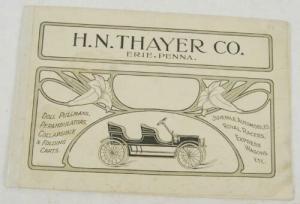 H.N. THAYER CO.
ERIE, PENNA.
DOLL PULLMANS,
PERAMBULATORS,
COLLAPSIBLE
& FOLDING
CARTS.
JUVENILE AUTOMOBILES
ROYAL RACERS,
EXPRESS
WAGONS
ETC.